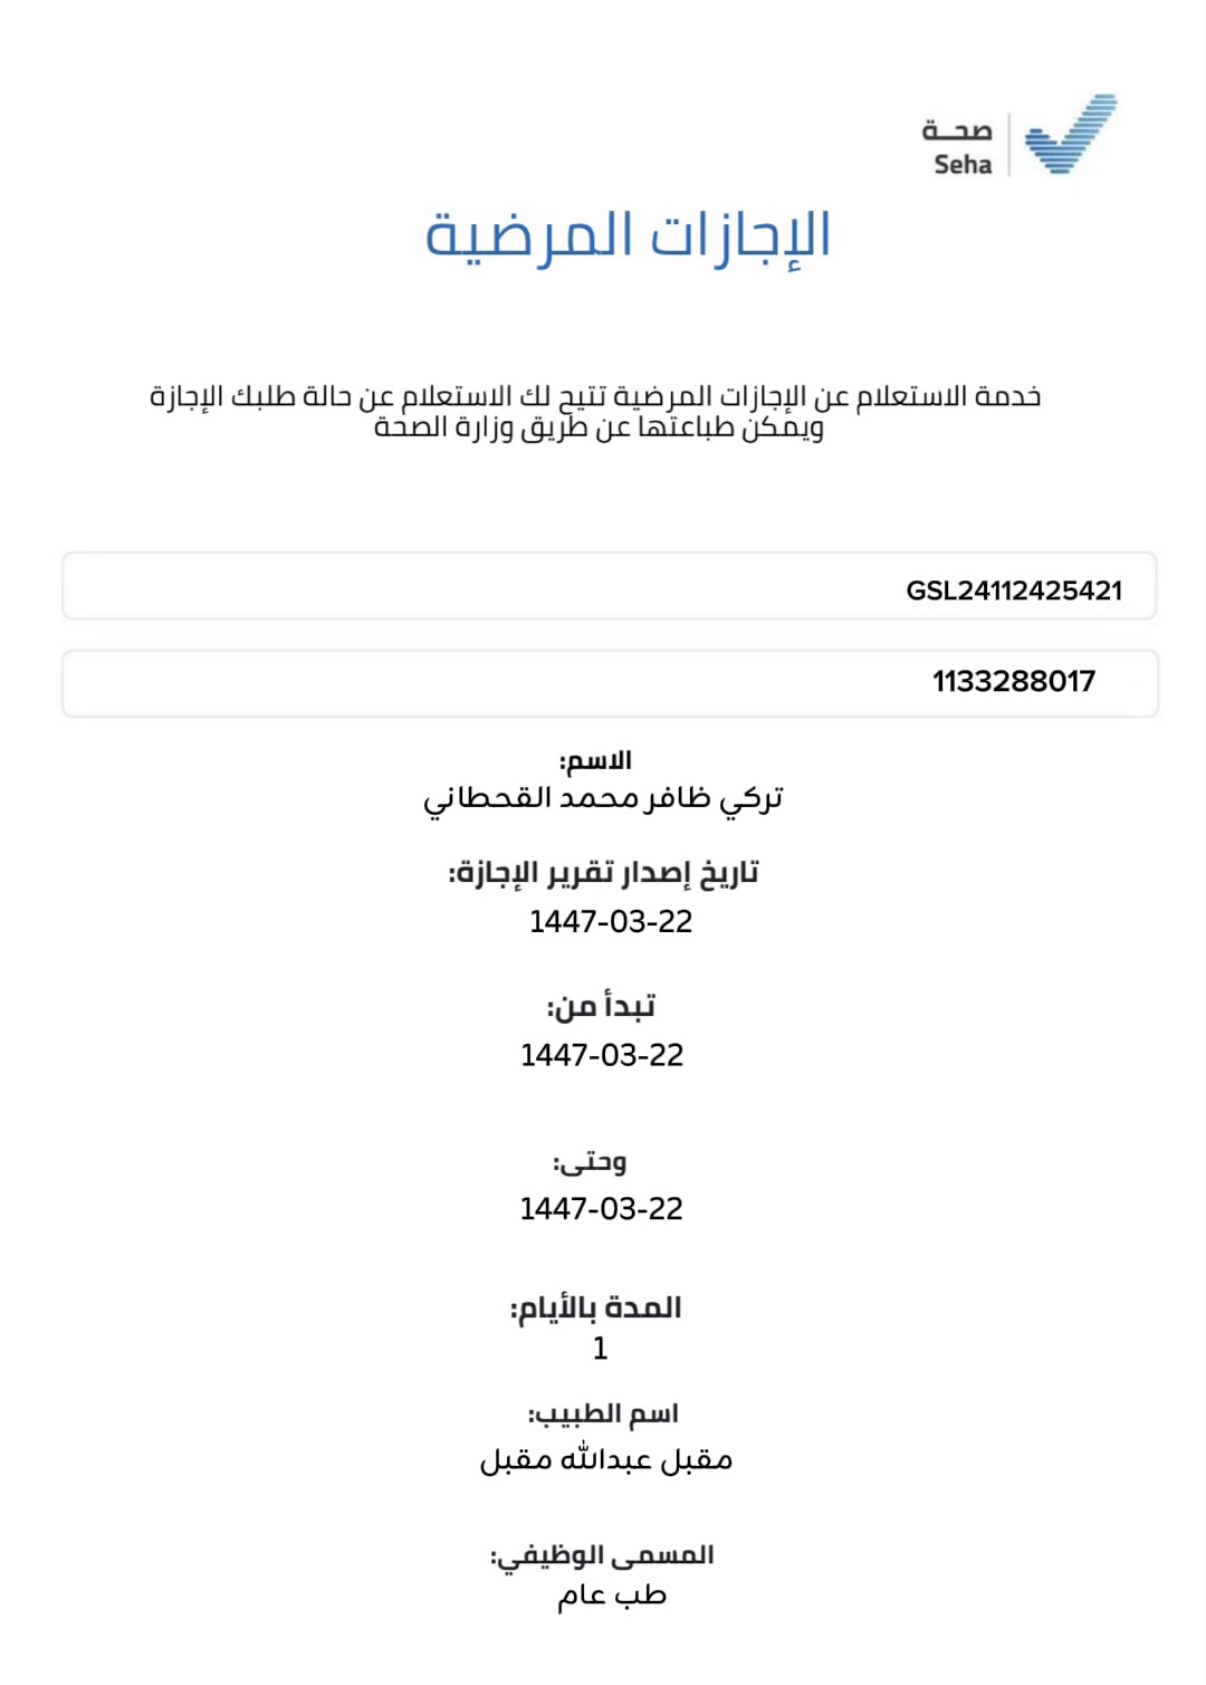 صحة
Seha
الإجازات المرضية
خدمة الاستعلام عن الإجازات المرضية تتيح لك الاستعلام عن حالة طلبك الإجازة
ويمكن طباعتها عن طريق وزارة الصحة
GSL24112425421
1133288017
الاسم:
تركي ظافر محمد القحطاني
تاريخ إصدار تقرير الإجازة:
1447-03-22
تبدأ من:
1447-03-22
وحتى:
1447-03-22
المدة بالأيام:
1
اسم الطبيب:
مقبل عبدالله مقبل
المسمى الوظيفي:
طب عام